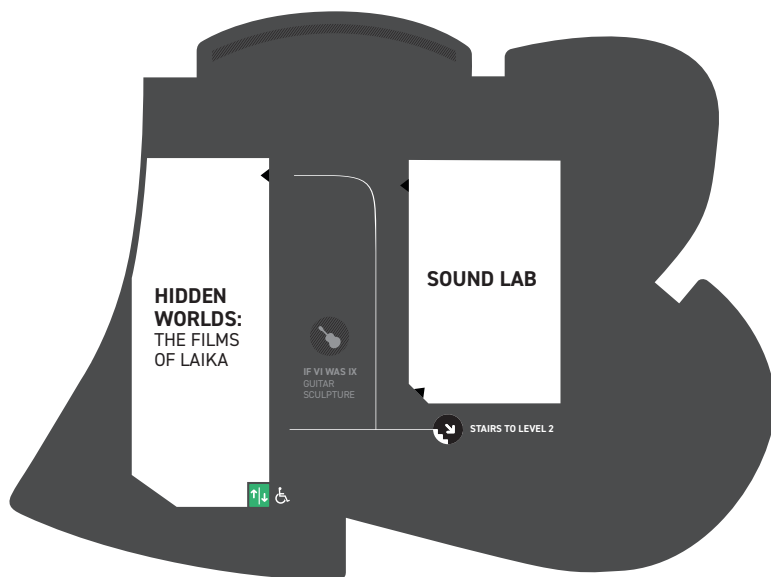 HIDDEN
WORLDS:
THE FILMS
OF LAIKA
SOUND LAB
IF VI WAS IX
GUITAR
SCULPTURE
STAIRS TO LEVEL 2